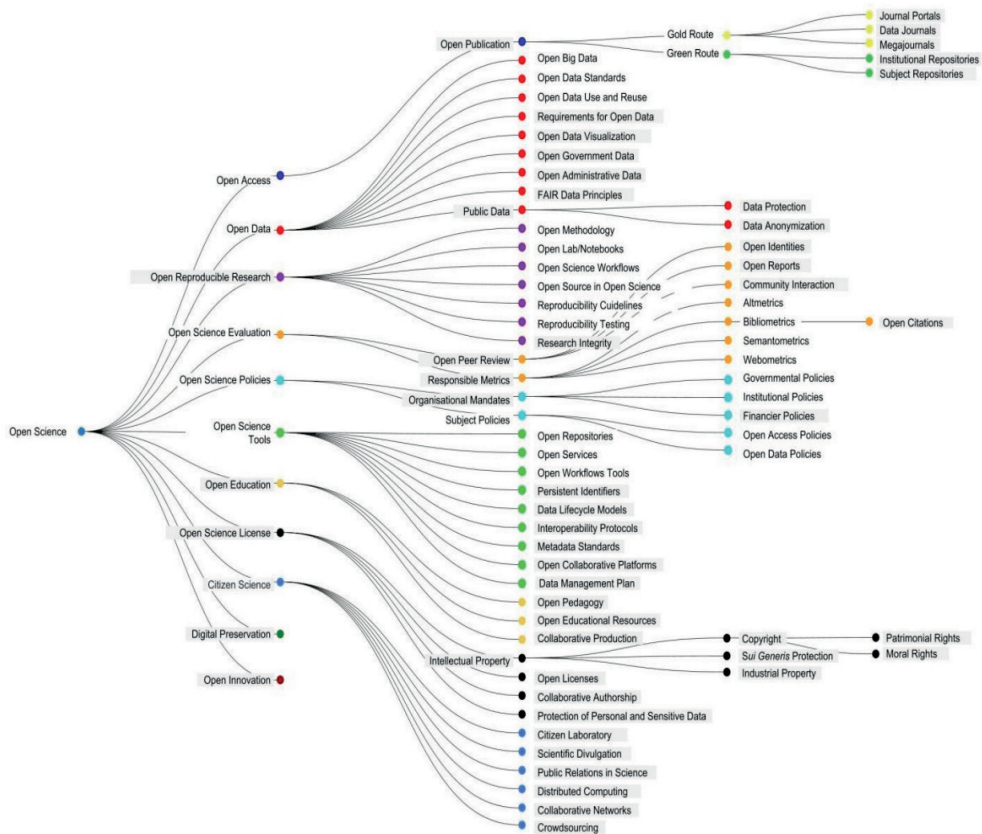 Open Science
Open Access
Open Data
Open Reproducible Research
Open Science Evaluation
Open Science Policies
Open Science
Tools
Open Education
Open Science License
Citizen Science
Digital Preservation
Open Innovation
Open Publication
Open Big Data
Open Data Standards
Open Data Use and Reuse
Requirements for Open Data
Open Data Visualization
Open Government Data
Open Administrative Data
FAIR Data Principles
Public Data
Open Methodology
Open Lab/Notebooks
Open Science Workflows
Open Source in Open Science
Reproducibility Cuidelines
Reproducibility Testing
Research Integrity
Open Peer Review
Responsible Metrics
Organisational Mandates
Subject Policies
Open Repositories
Open Services
Open Workflows Tools
Persistent Identifiers
Data Lifecycle Models
Interoperability Protocols
Metadata Standards
Open Collaborative Platforms
Data Management Plan
Open Pedagogy
Open Educational Resources
Collaborative Production
Intellectual Property
Open Licenses
Collaborative Authorship
Protection of Personal and Sensitive Data
Citizen Laboratory
Scientific Divulgation
Public Relations in Science
Distributed Computing
Collaborative Networks
Crowdsourcing
Gold Route
Green Route
Data Protection
Data Anonymization
Open Identities
Open Reports
Community Interaction
Altmetrics
Bibliometrics
Semantometrics
Webometrics
Governmental Policies
Institutional Policies
Financier Policies
Open Access Policies
Open Data Policies
Copyright
Sui Generis Protection
Industrial Property
Journal Portals
Data Journals
Megajournals
Institutional Repositories
Subject Repositories
Open Citations
Patrimonial Rights
Moral Rights